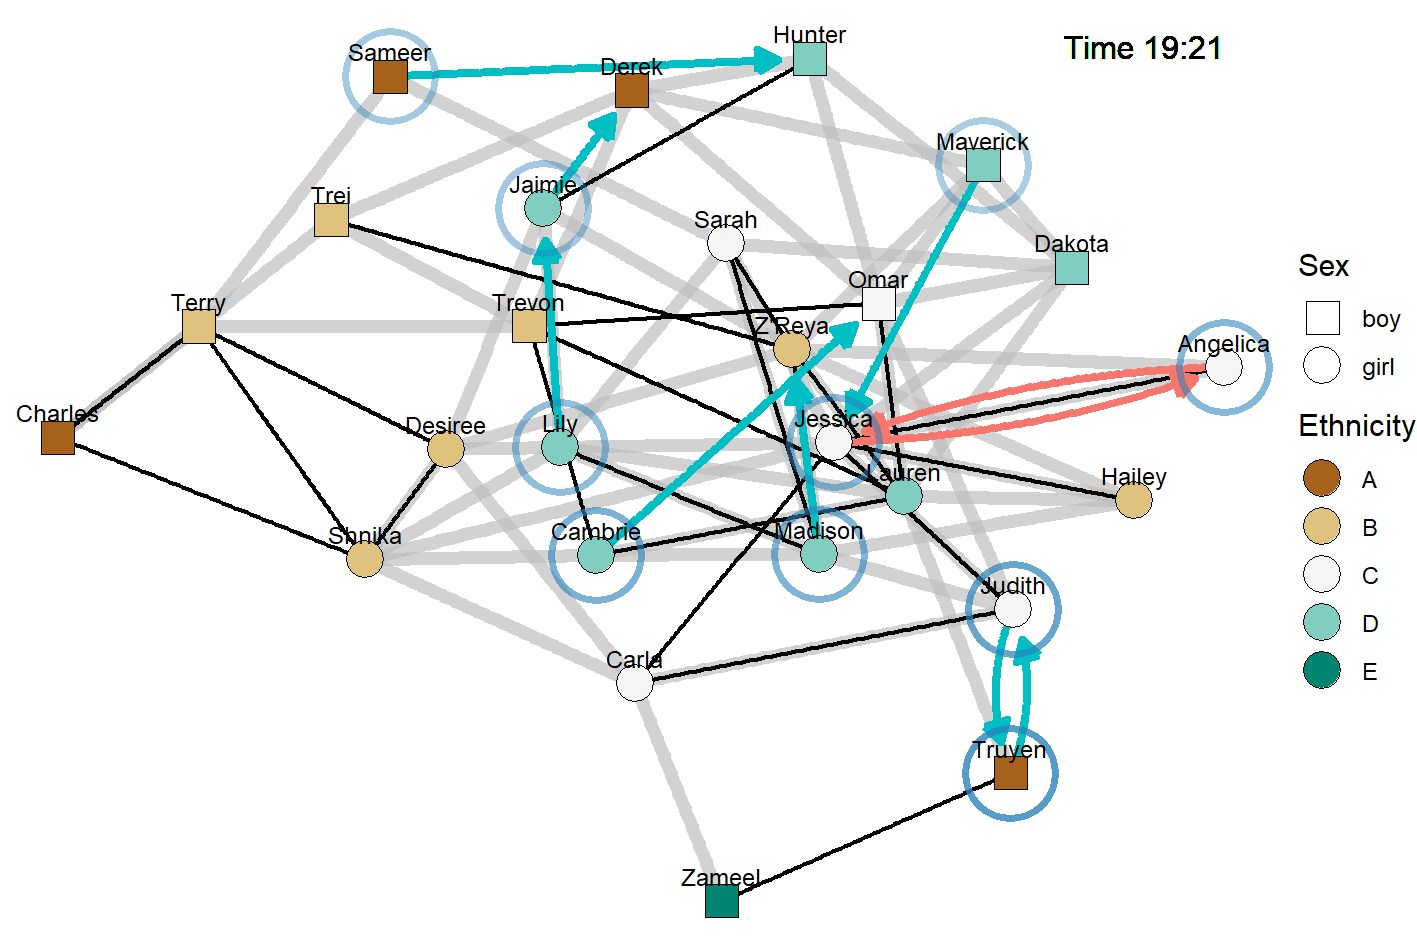 Hunter
Time 19:21
Sameer
Derek
Maverick
Jaimie
Trei
Sarah
Dakota
Omar
Terry
Trevon
Z'Reya
Angelica
Charles
Desiree
Lily
Jessica
Lauren
Hailey
Shnika
Cambrie
Madison
Judith
Carla
Truyen
Zameel
Sex
boy
girl
Ethnicity
A
B
C
D
E